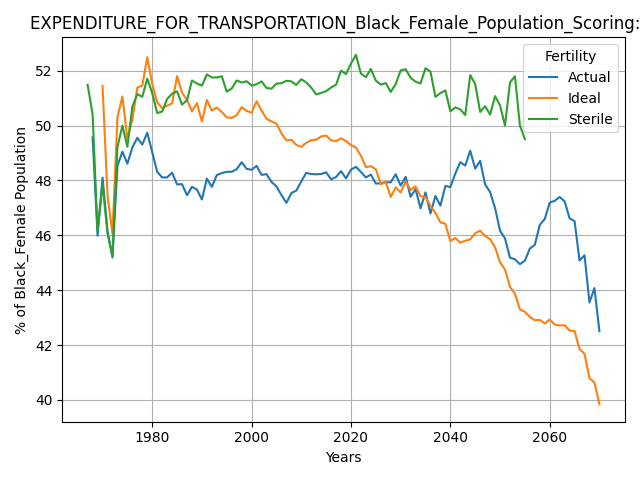 EXPENDITURE_FOR_TRANSPORTATION_Black_Female_Population_Scoring:
Fertility
Actual
Ideal
Sterile
% of Black_Female Population
52
50
48
46
44
42
40
1980
2000
2020
2040
2060
Years